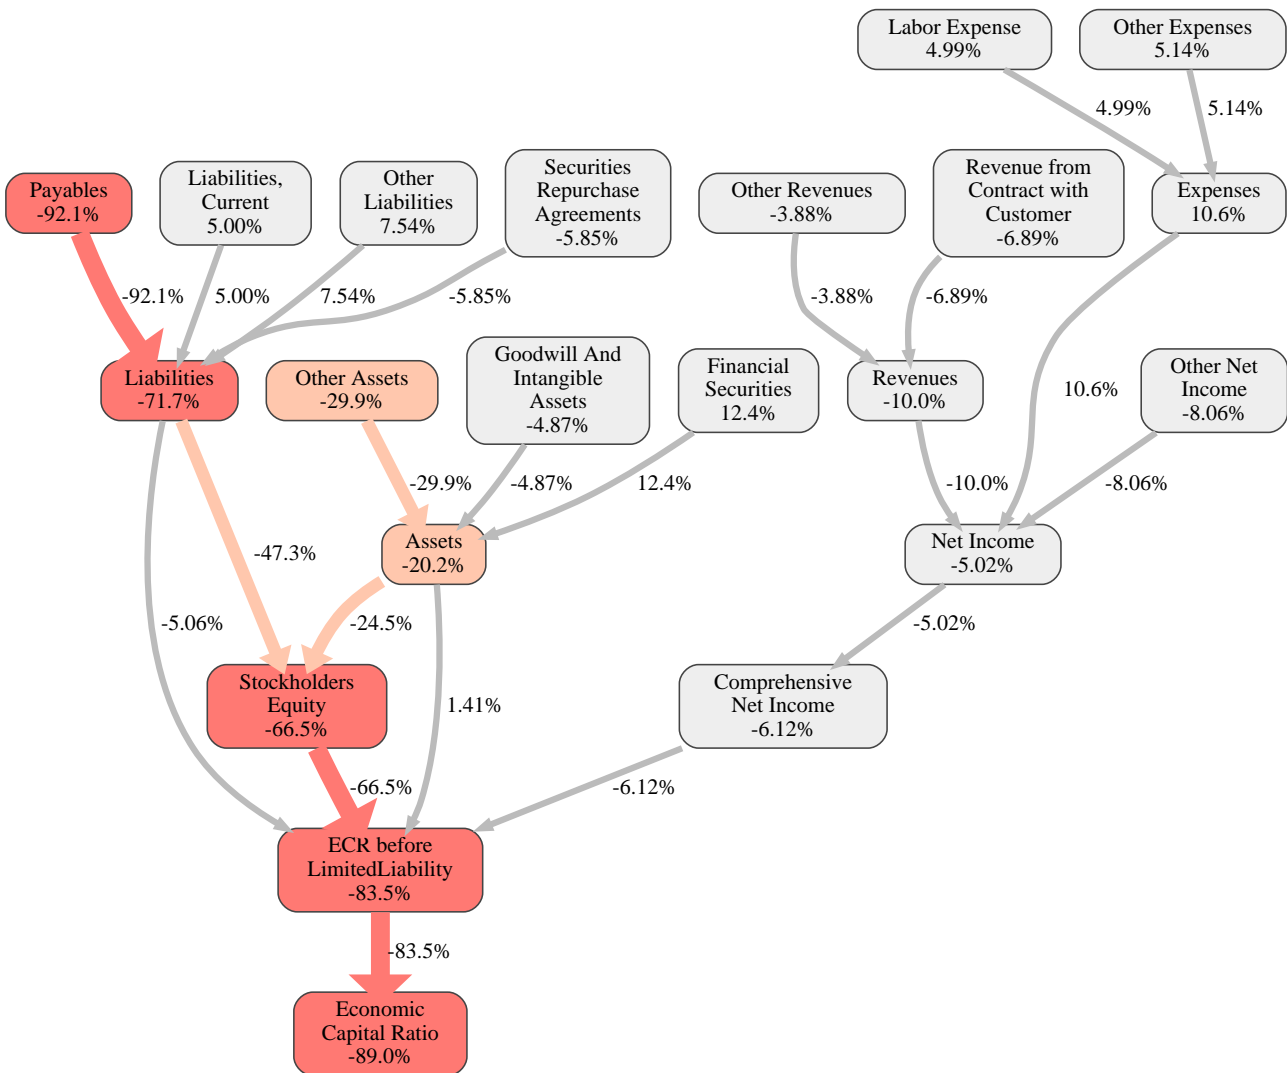 Labor Expense
4.99%
Other Expenses
5.14%
4.99%
5.14%
Payables
-92.1%
Liabilities,
Current
5.00%
Other
Liabilities
7.54%
Securities
Repurchase
Agreements
-5.85%
Other Revenues
-3.88%
Revenue from
Contract with
Customer
-6.89%
Expenses
10.6%
-92.1%
5.00%
7.54%
-5.85%
-3.88%
-6.89%
Liabilities
-71.7%
Other Assets
-29.9%
Goodwill And
Intangible
Assets
-4.87%
Financial
Securities
12.4%
Revenues
-10.0%
10.6%
Other Net
Income
-8.06%
-29.9%
-4.87%
12.4%
-10.0%
-8.06%
-47.3%
Assets
-20.2%
Net Income
-5.02%
-5.06%
-24.5%
-5.02%
Stockholders
Equity
-66.5%
1.41%
Comprehensive
Net Income
-6.12%
-66.5%
-6.12%
ECR before
LimitedLiability
-83.5%
-83.5%
Economic
Capital Ratio
-89.0%